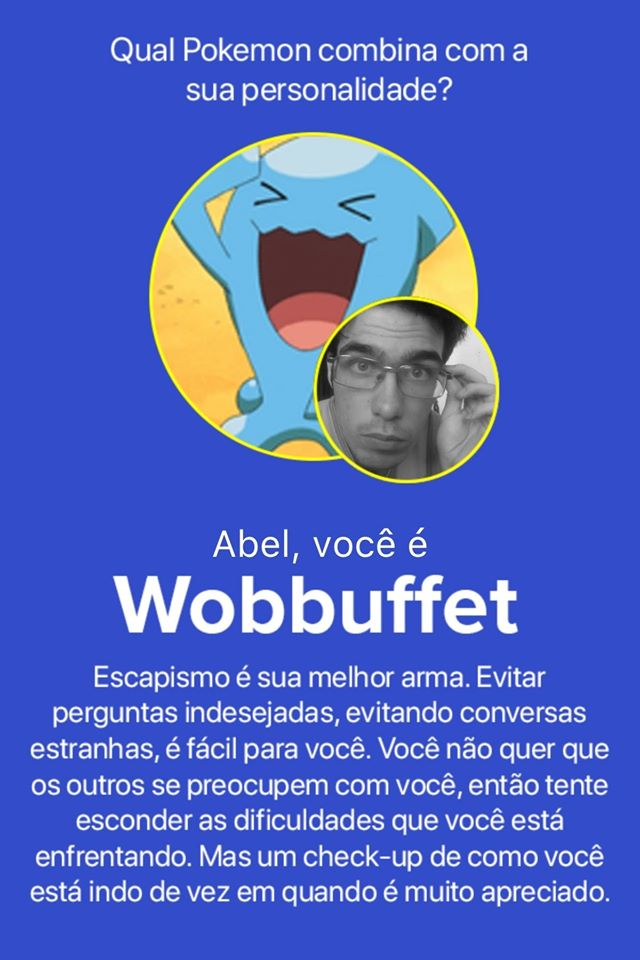 Qual Pokemon combina com a
sua personalidade?
Abel, você é
Wobbuffet
Escapismo é sua melhor arma. Evitar
perguntas indesejadas, evitando conversas
estranhas, é fácil para você. Você não quer que
os outros se preocupem com você, então tente
esconder as dificuldades que você está
enfrentando. Mas um check-up de como você
está indo de vez em quando é muito apreciado.